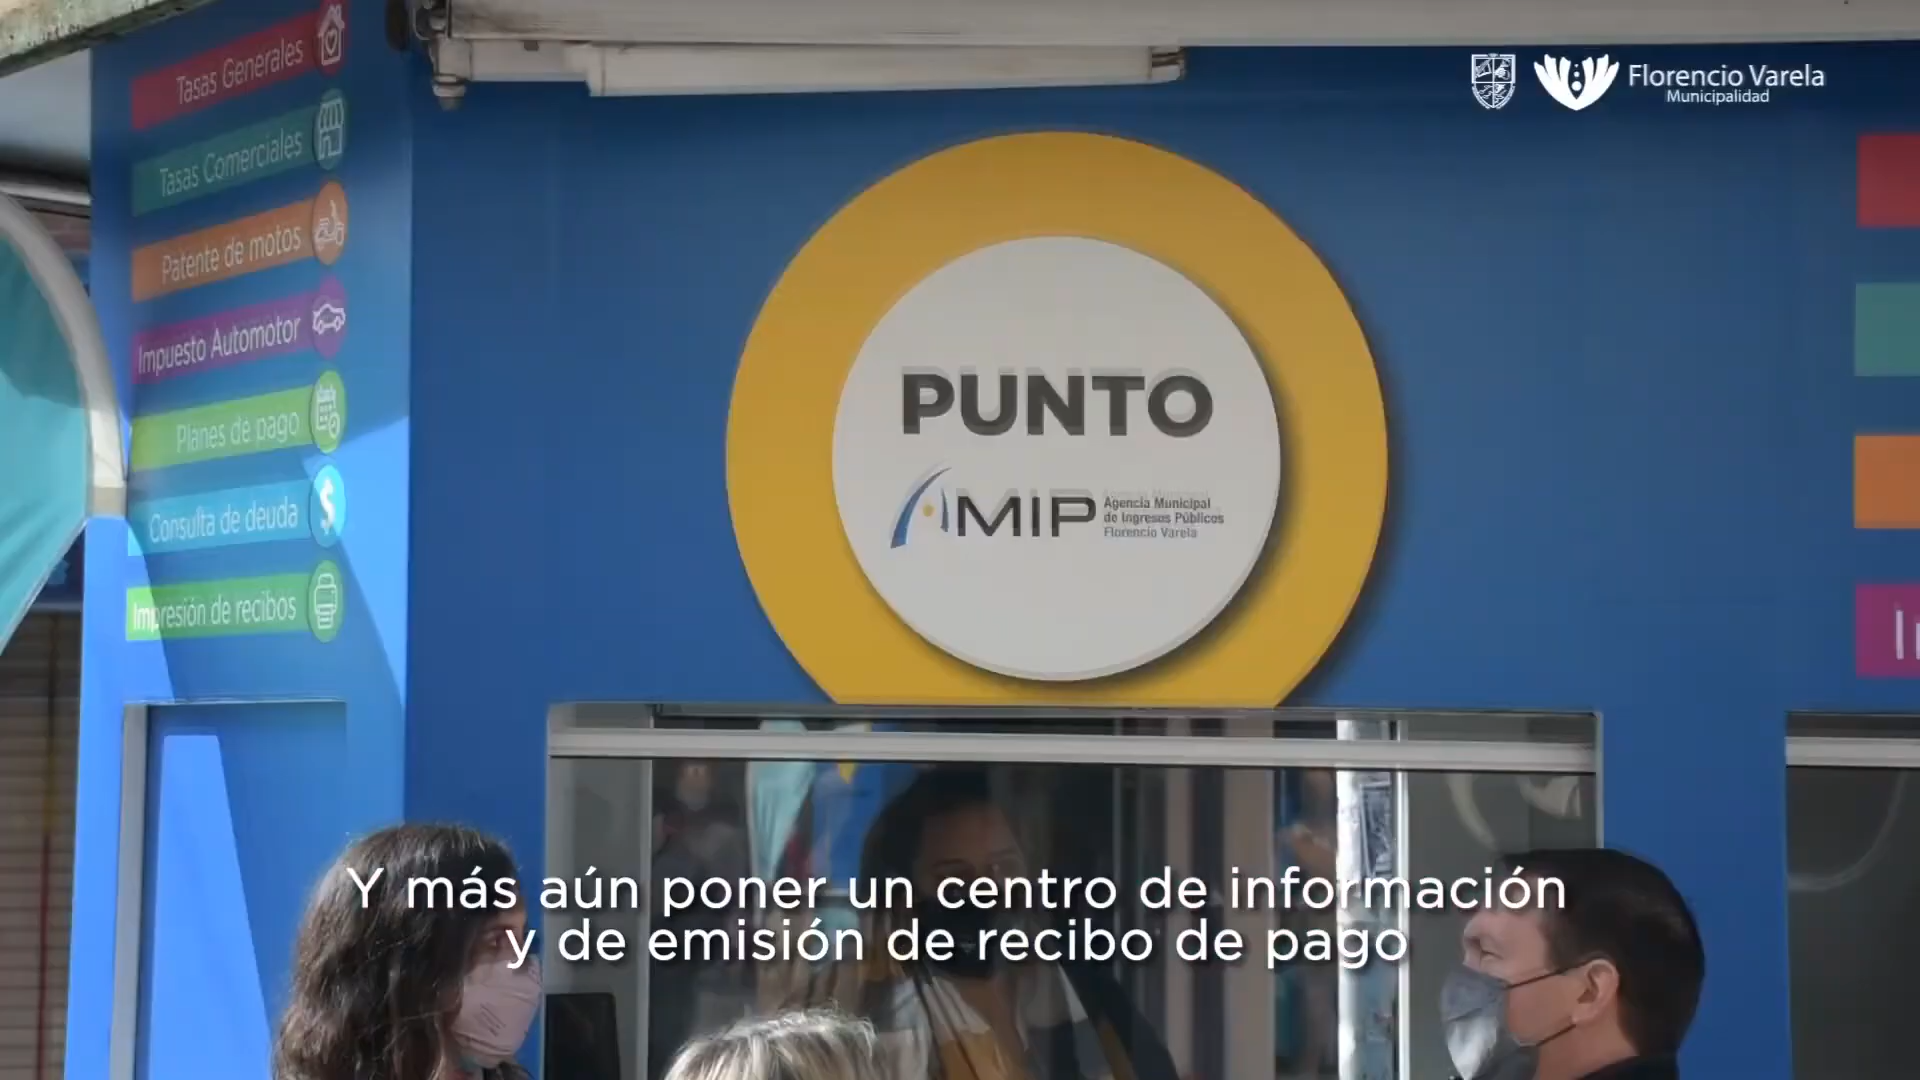 Tasas Generales
Tasas Comerciales
Patente de motos
Impuesto Automotor
Planes de pago
Consulta de deuda
Impresión de recibos
Florencio Varela
Municipalidad
PUNTO
AMIP
Agencia Municipal
de Ingresos Públicos
Florencio Varela
Y más aún poner un centro de información
y de emisión de recibo de pago